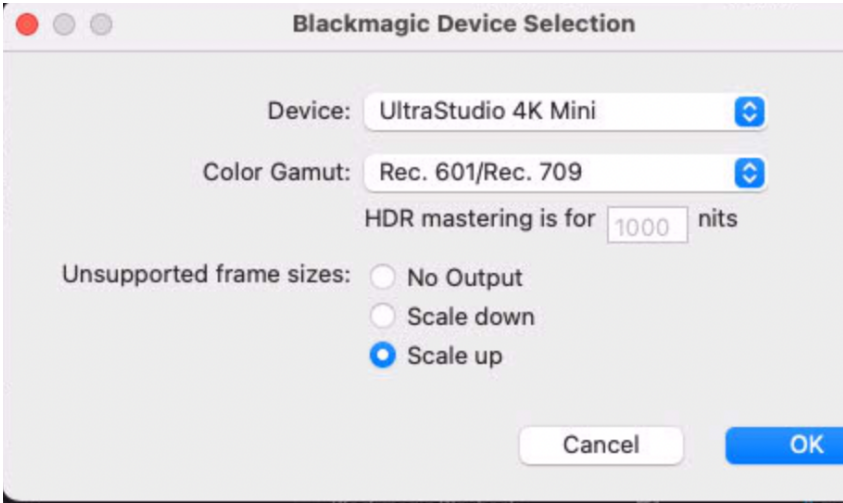 Blackmagic Device Selection
Device: UltraStudio 4K Mini
Color Gamut: Rec. 601/Rec. 709
HDR mastering is for 1000 nits
Unsupported frame sizes: No Output
Scale down
Scale up
Cancel OK